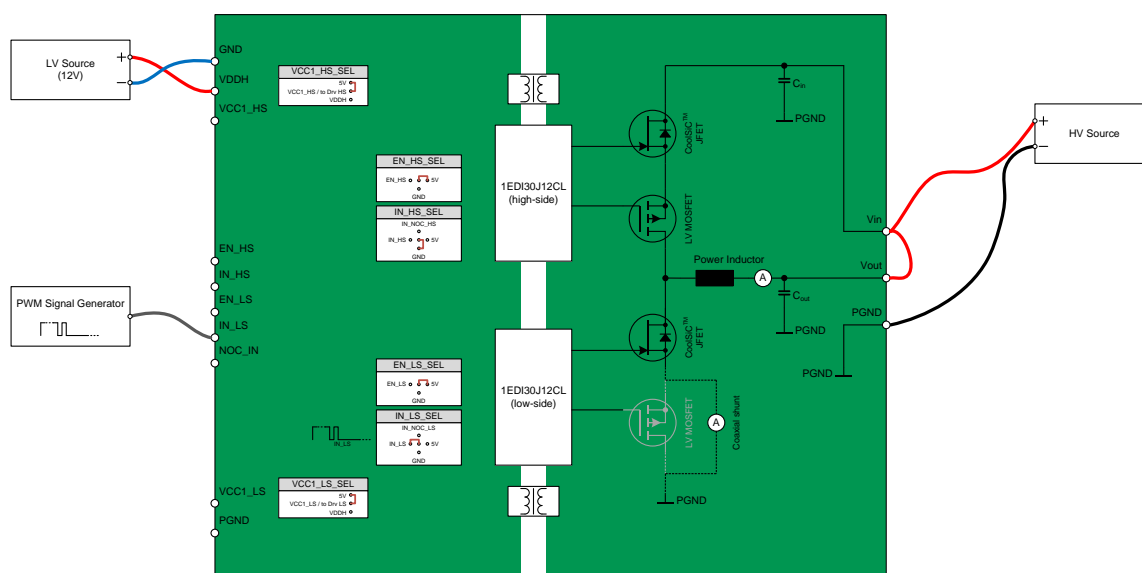 LV Source
(12V)
+
−
GND
VDDH
VCC1_HS
VCC1_HS_SEL
5V
VCC1_HS / to Drv HS
VDDH
EN_HS_SEL
EN_HS
5V
GND
IN_HS_SEL
IN_NOC_HS
IN_HS
5V
GND
1EDI30J12CL
(high-side)
CoolSiC™
JFET
LV MOSFET
Cin
PGND
+
−
HV Source
Vin
Vout
PGND
Power Inductor
A
Cout
PGND
PGND
EN_HS
IN_HS
EN_LS
IN_LS
NOC_IN
PWM Signal Generator
EN_LS_SEL
EN_LS
5V
GND
IN_LS_SEL
IN_NOC_LS
IN_LS
5V
GND
IN_LS
1EDI30J12CL
(low-side)
CoolSiC™
JFET
LV MOSFET
A
Coaxial shunt
PGND
VCC1_LS
PGND
VCC1_LS_SEL
5V
VCC1_LS / to Drv LS
VDDH